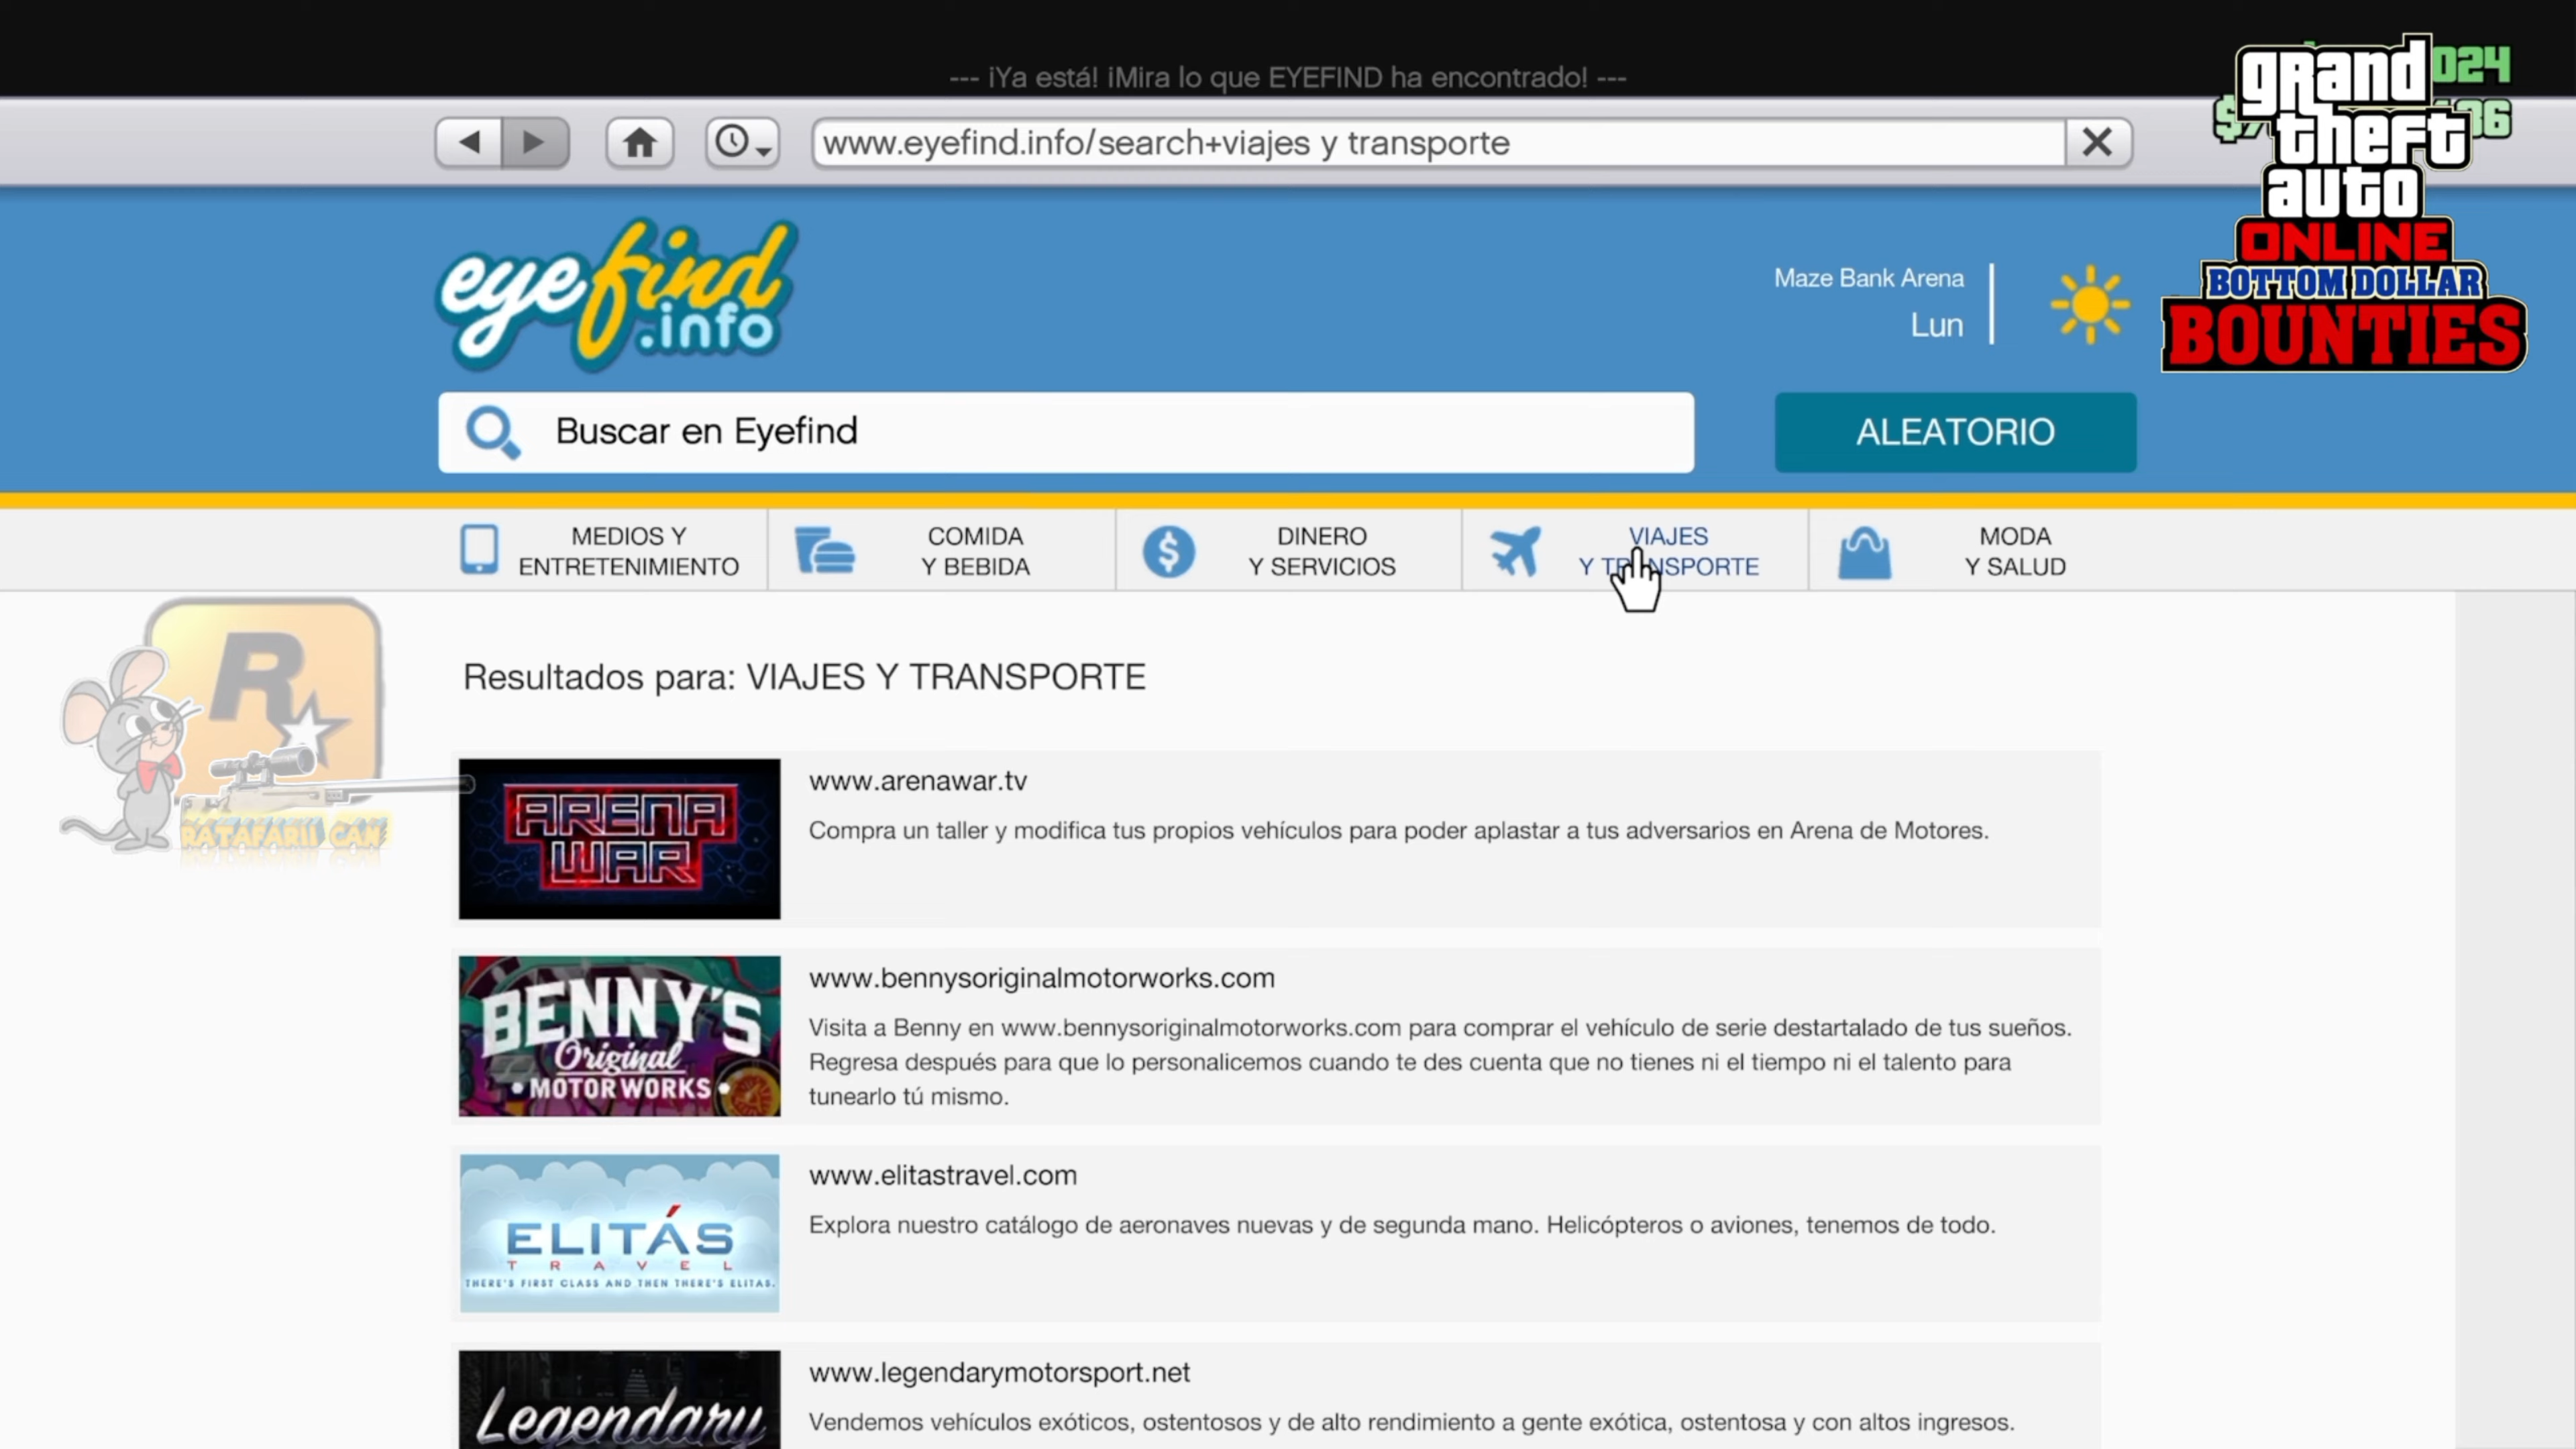 --- ¡Ya está! ¡Mira lo que EYEFIND ha encontrado! ---
www.eyefind.info/search+viajes y transporte
grand
theft
auto
ONLINE
BOTTOM DOLLAR
BOUNTIES
024
36
eyefind
.info
Maze Bank Arena
Lun
Buscar en Eyefind
ALEATORIO
MEDIOS Y
ENTRETENIMIENTO
COMIDA
Y BEBIDA
DINERO
Y SERVICIOS
VIAJES
Y TRANSPORTE
MODA
Y SALUD
R
RATAFARII CAN
Resultados para: VIAJES Y TRANSPORTE
ARENA
WAR
www.arenawar.tv
Compra un taller y modifica tus propios vehículos para poder aplastar a tus adversarios en Arena de Motores.
BENNY'S
Original
MOTOR WORKS
www.bennysoriginalmotorworks.com
Visita a Benny en www.bennysoriginalmotorworks.com para comprar el vehículo de serie destartalado de tus sueños.
Regresa después para que lo personalicemos cuando te des cuenta que no tienes ni el tiempo ni el talento para
tunearlo tú mismo.
ELITÁS
TRAVEL
THERE'S FIRST CLASS AND THEN THERE'S ELITAS.
www.elitastravel.com
Explora nuestro catálogo de aeronaves nuevas y de segunda mano. Helicópteros o aviones, tenemos de todo.
Legendary
www.legendarymotorsport.net
Vendemos vehículos exóticos, ostentosos y de alto rendimiento a gente exótica, ostentosa y con altos ingresos.